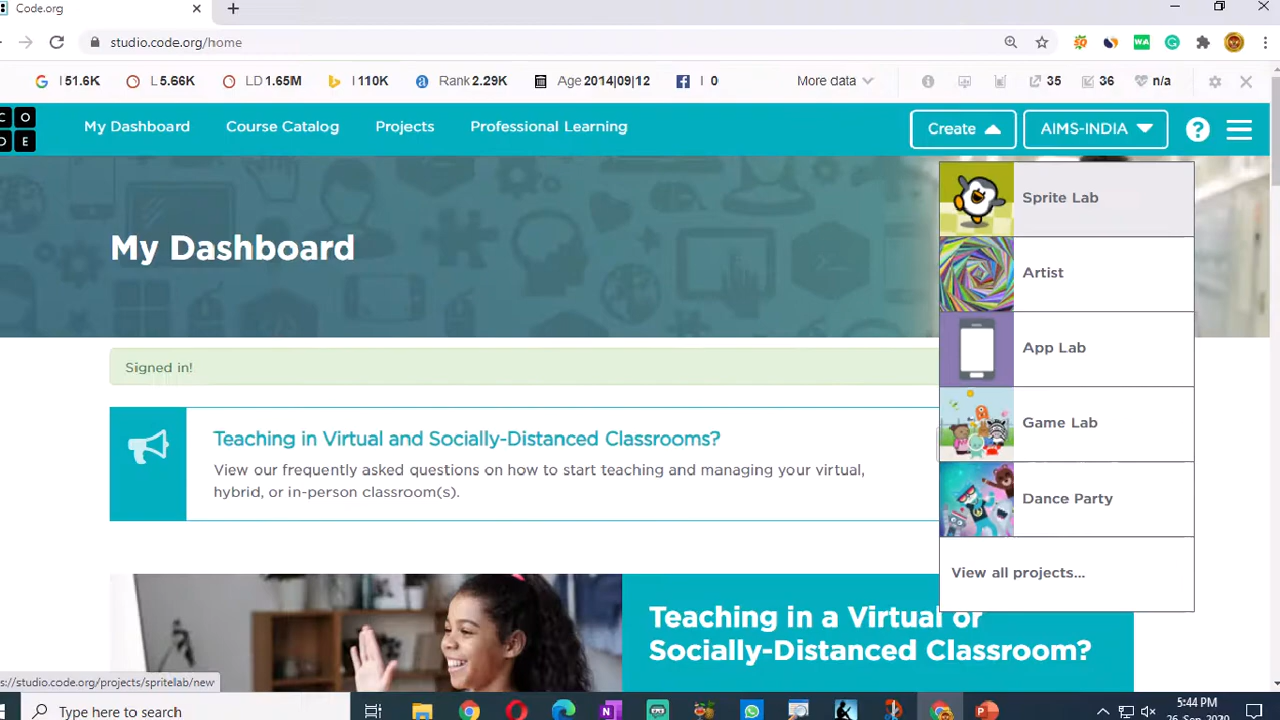 Code.org
studio.code.org/home
I 51.6K L 5.66K LD 1.65M I 110K Rank 2.29K Age 2014|09|12 I 0 More data 35 36 n/a
C O
D E
My Dashboard Course Catalog Projects Professional Learning Create AIMS-INDIA ?
Sprite Lab
My Dashboard
Artist
App Lab
Signed in!
Game Lab
Teaching in Virtual and Socially-Distanced Classrooms?
View our frequently asked questions on how to start teaching and managing your virtual,
hybrid, or in-person classroom(s).
Dance Party
View all projects...
Teaching in a Virtual or
Socially-Distanced Classroom?
s://studio.code.org/projects/spritelab/new
Type here to search
5:44 PM
26-Sep-2020